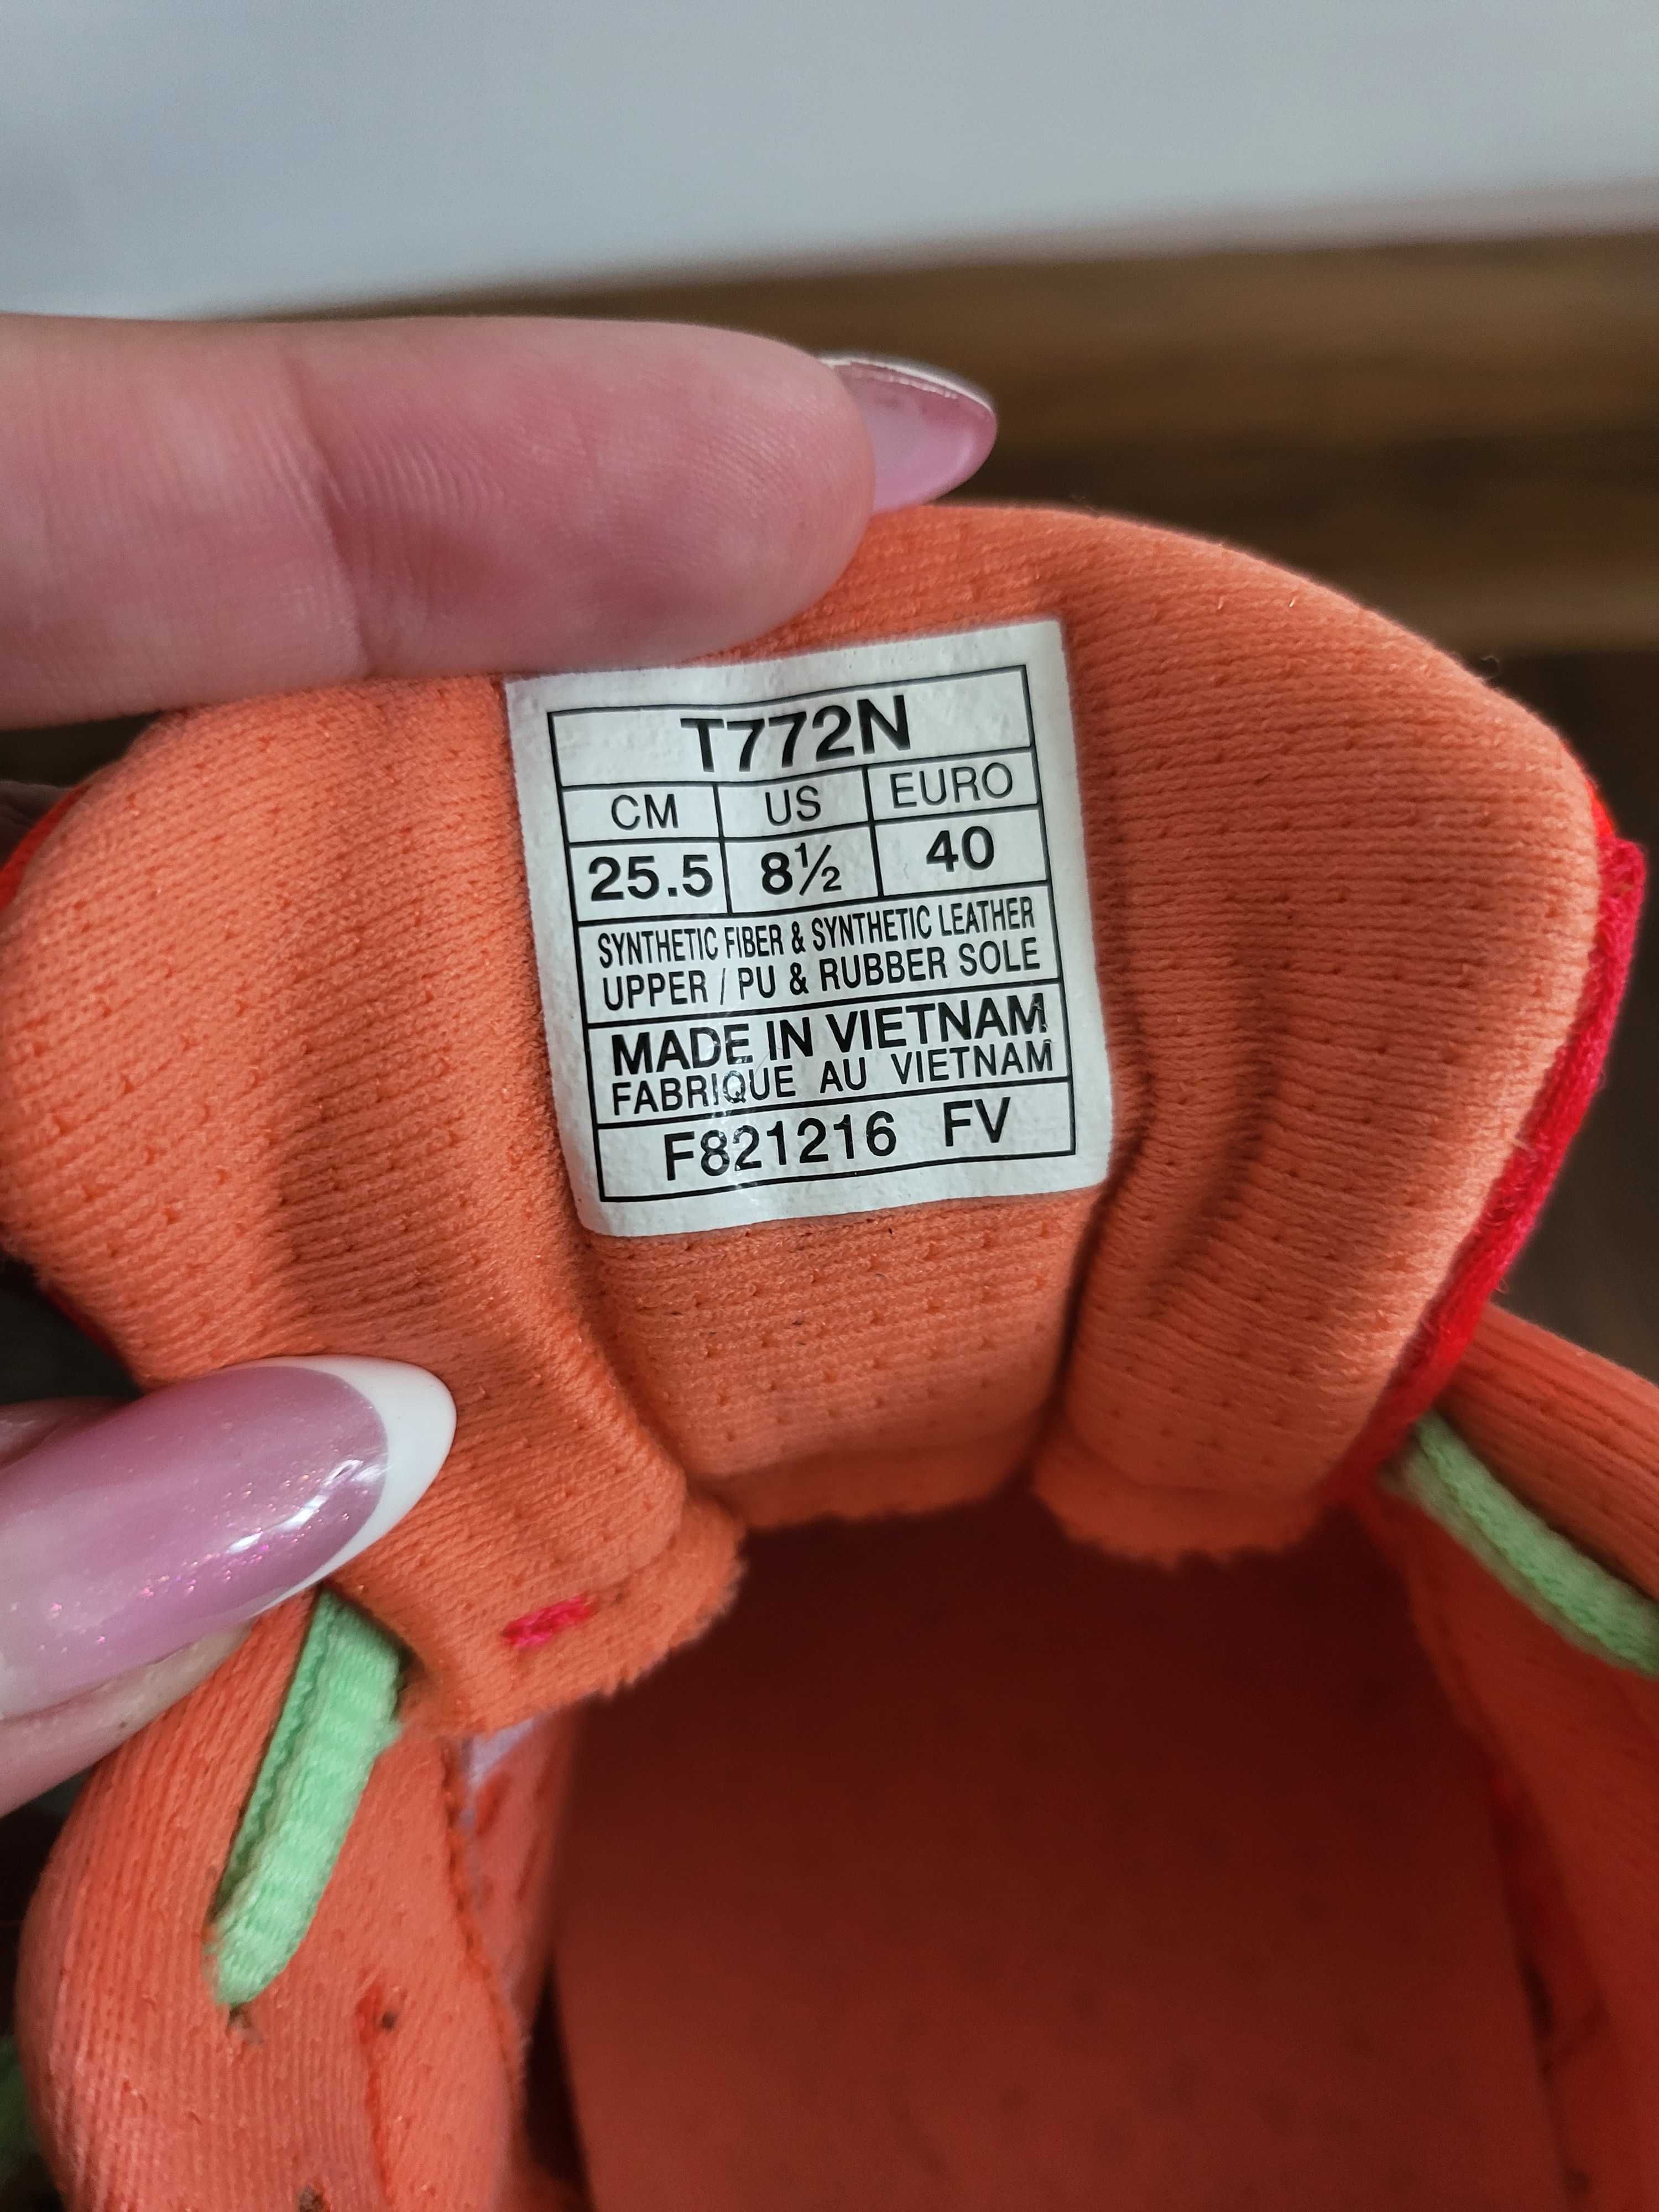 T772N
CM US EURO
25.5 8½ 40
SYNTHETIC FIBER & SYNTHETIC LEATHER
UPPER / PU & RUBBER SOLE
MADE IN VIETNAM
FABRIQUE AU VIETNAM
F821216 FV